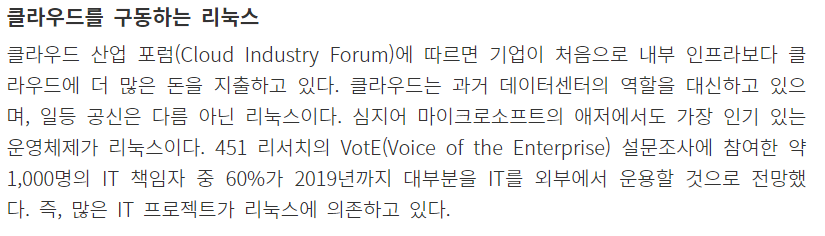 클라우드를 구동하는 리눅스
클라우드 산업 포럼(Cloud Industry Forum)에 따르면 기업이 처음으로 내부 인프라보다 클
라우드에 더 많은 돈을 지출하고 있다. 클라우드는 과거 데이터센터의 역할을 대신하고 있으
며, 일등 공신은 다름 아닌 리눅스이다. 심지어 마이크로소프트의 애저에서도 가장 인기 있는
운영체제가 리눅스이다. 451 리서치의 VotE(Voice of the Enterprise) 설문조사에 참여한 약
1,000명의 IT 책임자 중 60%가 2019년까지 대부분을 IT를 외부에서 운용할 것으로 전망했
다. 즉, 많은 IT 프로젝트가 리눅스에 의존하고 있다.